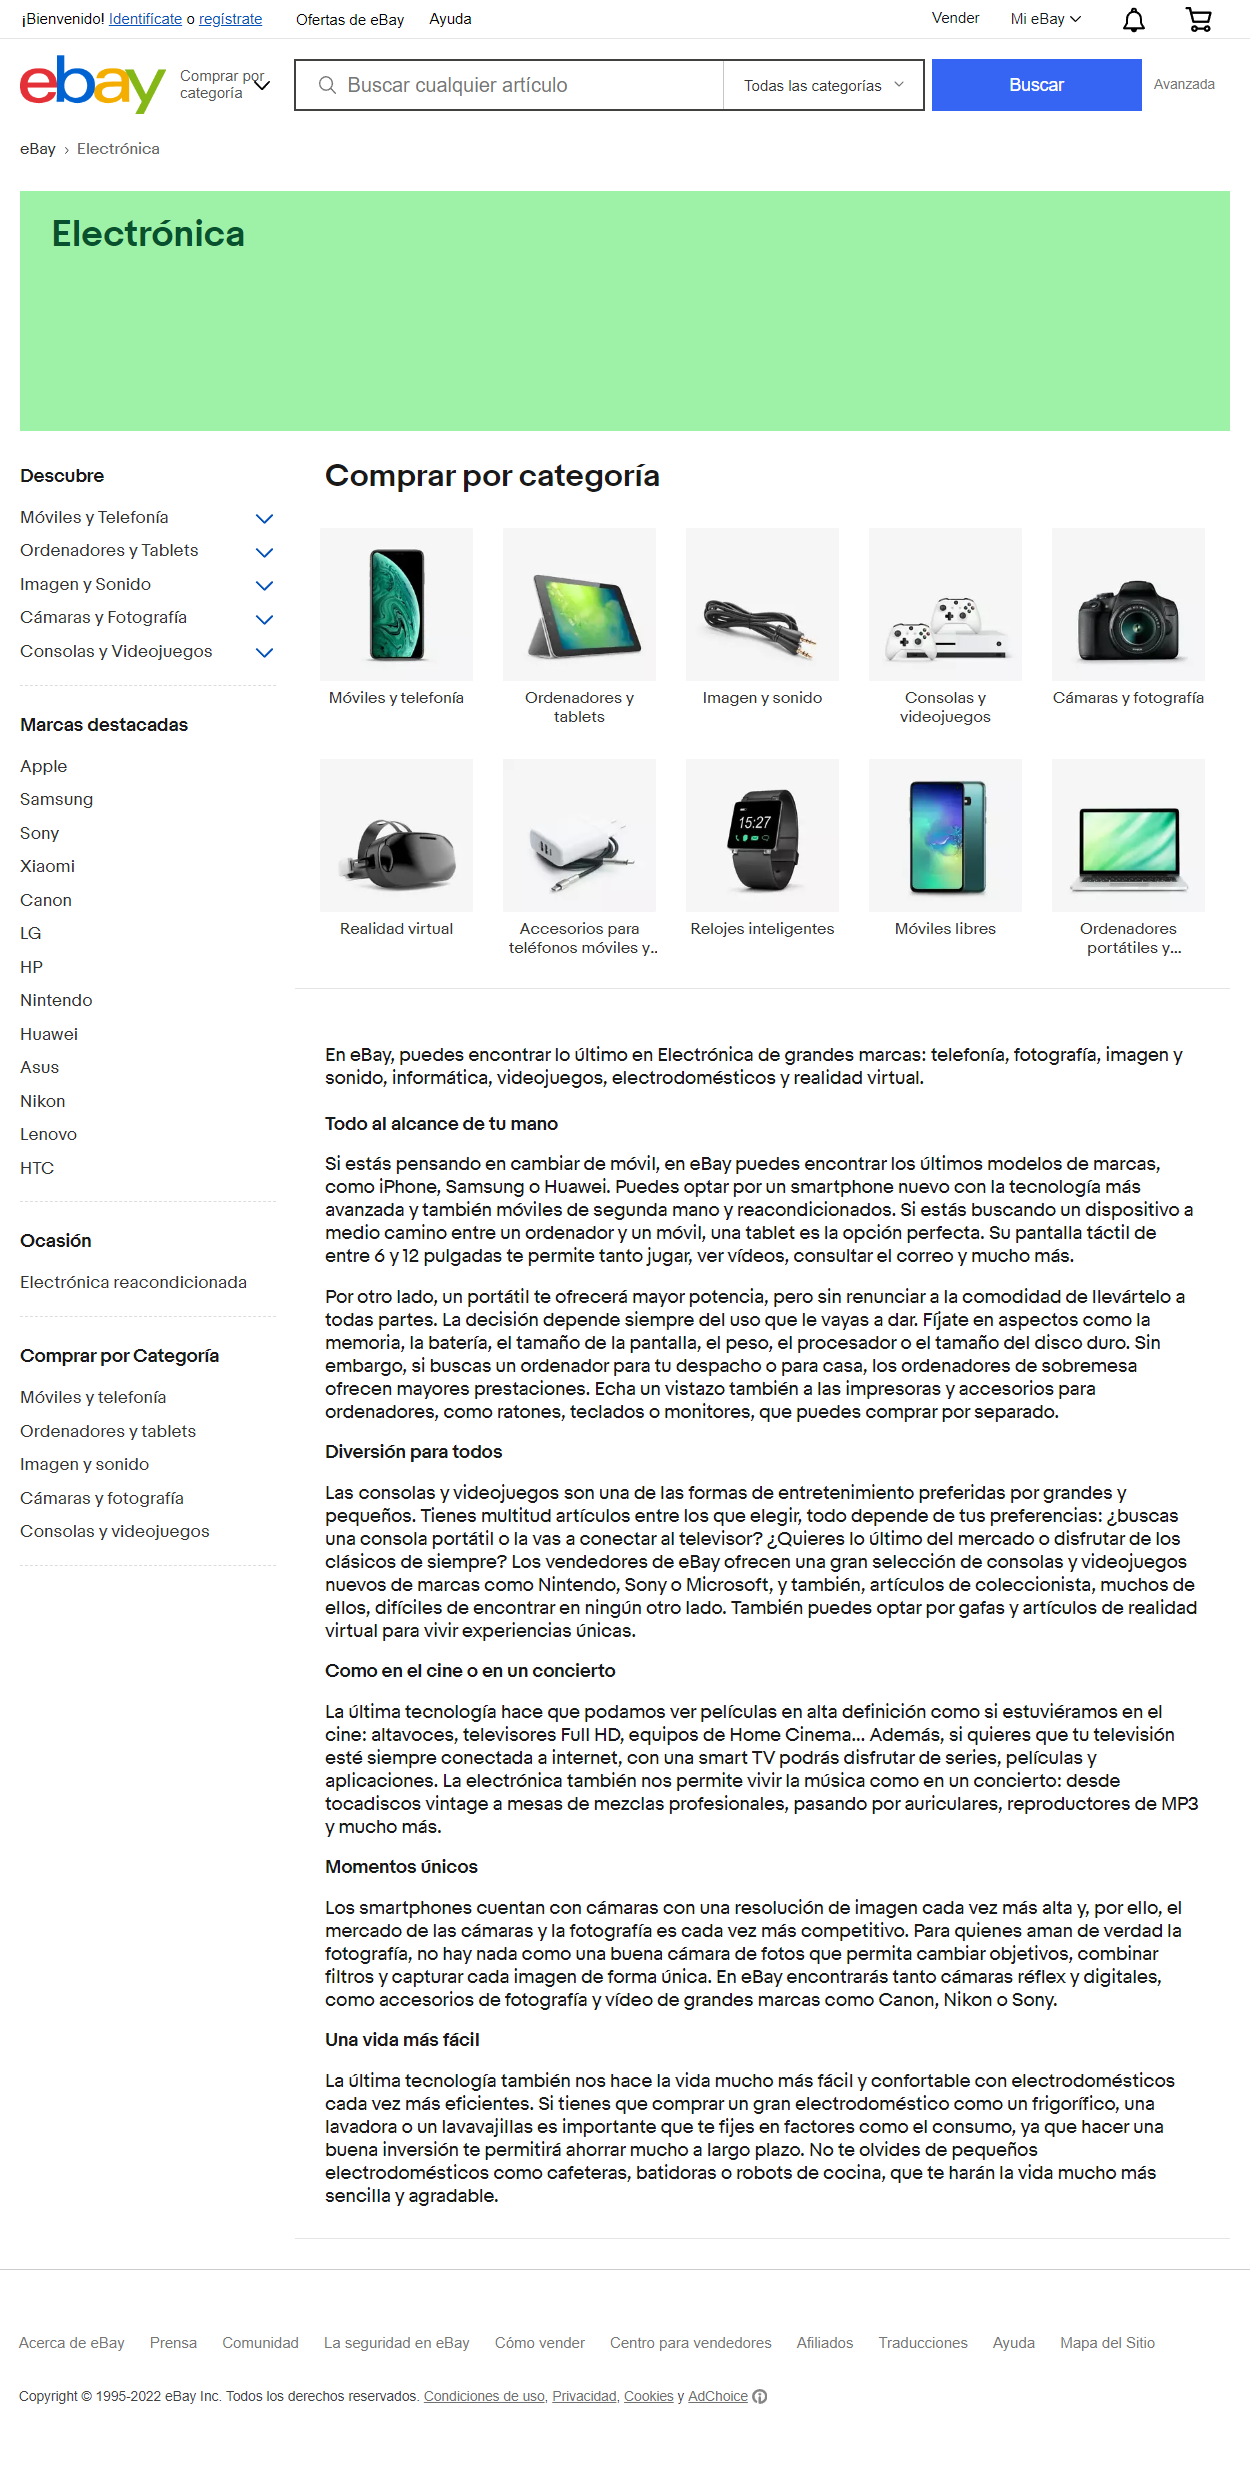 ¡Bienvenido! Identifícate o regístrate
Ofertas de eBay
Ayuda
Vender
Mi eBay
ebay
Comprar por
categoría
Buscar cualquier artículo
Todas las categorías
Buscar
Avanzada
eBay › Electrónica
Electrónica
Descubre
Móviles y Telefonía
Ordenadores y Tablets
Imagen y Sonido
Cámaras y Fotografía
Consolas y Videojuegos
Marcas destacadas
Apple
Samsung
Sony
Xiaomi
Canon
LG
HP
Nintendo
Huawei
Asus
Nikon
Lenovo
HTC
Ocasión
Electrónica reacondicionada
Comprar por Categoría
Móviles y telefonía
Ordenadores y tablets
Imagen y sonido
Cámaras y fotografía
Consolas y videojuegos
Comprar por categoría
Móviles y telefonía
Ordenadores y
tablets
Imagen y sonido
Consolas y
videojuegos
Cámaras y fotografía
Realidad virtual
Accesorios para
teléfonos móviles y..
15:27
Relojes inteligentes
Móviles libres
Ordenadores
portátiles y...
En eBay, puedes encontrar lo último en Electrónica de grandes marcas: telefonía, fotografía, imagen y
sonido, informática, videojuegos, electrodomésticos y realidad virtual.
Todo al alcance de tu mano
Si estás pensando en cambiar de móvil, en eBay puedes encontrar los últimos modelos de marcas,
como iPhone, Samsung o Huawei. Puedes optar por un smartphone nuevo con la tecnología más
avanzada y también móviles de segunda mano y reacondicionados. Si estás buscando un dispositivo a
medio camino entre un ordenador y un móvil, una tablet es la opción perfecta. Su pantalla táctil de
entre 6 y 12 pulgadas te permite tanto jugar, ver vídeos, consultar el correo y mucho más.
Por otro lado, un portátil te ofrecerá mayor potencia, pero sin renunciar a la comodidad de llevártelo a
todas partes. La decisión depende siempre del uso que le vayas a dar. Fíjate en aspectos como la
memoria, la batería, el tamaño de la pantalla, el peso, el procesador o el tamaño del disco duro. Sin
embargo, si buscas un ordenador para tu despacho o para casa, los ordenadores de sobremesa
ofrecen mayores prestaciones. Echa un vistazo también a las impresoras y accesorios para
ordenadores, como ratones, teclados o monitores, que puedes comprar por separado.
Diversión para todos
Las consolas y videojuegos son una de las formas de entretenimiento preferidas por grandes y
pequeños. Tienes multitud artículos entre los que elegir, todo depende de tus preferencias: ¿buscas
una consola portátil o la vas a conectar al televisor? ¿Quieres lo último del mercado o disfrutar de los
clásicos de siempre? Los vendedores de eBay ofrecen una gran selección de consolas y videojuegos
nuevos de marcas como Nintendo, Sony o Microsoft, y también, artículos de coleccionista, muchos de
ellos, difíciles de encontrar en ningún otro lado. También puedes optar por gafas y artículos de realidad
virtual para vivir experiencias únicas.
Como en el cine o en un concierto
La última tecnología hace que podamos ver películas en alta definición como si estuviéramos en el
cine: altavoces, televisores Full HD, equipos de Home Cinema... Además, si quieres que tu televisión
esté siempre conectada a internet, con una smart TV podrás disfrutar de series, películas y
aplicaciones. La electrónica también nos permite vivir la música como en un concierto: desde
tocadiscos vintage a mesas de mezclas profesionales, pasando por auriculares, reproductores de MP3
y mucho más.
Momentos únicos
Los smartphones cuentan con cámaras con una resolución de imagen cada vez más alta y, por ello, el
mercado de las cámaras y la fotografía es cada vez más competitivo. Para quienes aman de verdad la
fotografía, no hay nada como una buena cámara de fotos que permita cambiar objetivos, combinar
filtros y capturar cada imagen de forma única. En eBay encontrarás tanto cámaras réflex y digitales,
como accesorios de fotografía y vídeo de grandes marcas como Canon, Nikon o Sony.
Una vida más fácil
La última tecnología también nos hace la vida mucho más fácil y confortable con electrodomésticos
cada vez más eficientes. Si tienes que comprar un gran electrodoméstico como un frigorífico, una
lavadora o un lavavajillas es importante que te fijes en factores como el consumo, ya que hacer una
buena inversión te permitirá ahorrar mucho a largo plazo. No te olvides de pequeños
electrodomésticos como cafeteras, batidoras o robots de cocina, que te harán la vida mucho más
sencilla y agradable.
Acerca de eBay
Prensa
Comunidad
La seguridad en eBay
Cómo vender
Centro para vendedores
Afiliados
Traducciones
Ayuda
Mapa del Sitio
Copyright © 1995-2022 eBay Inc. Todos los derechos reservados. Condiciones de uso, Privacidad, Cookies y AdChoice